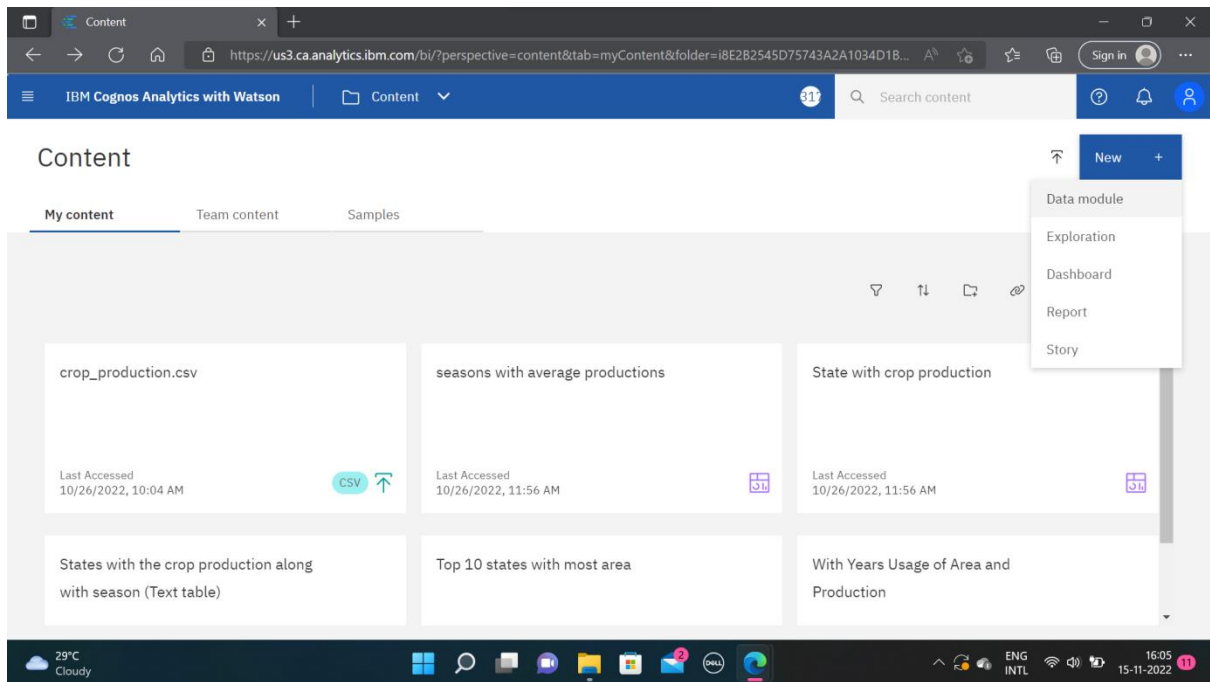 Content
https://us3.ca.analytics.ibm.com/bi/?perspective=content&tab=myContent&folder=i8E2B2545D75743A2A1034D1B...
Sign in
IBM Cognos Analytics with Watson
Content
Search content
Content
New +
My content
Team content
Samples
Data module
Exploration
Dashboard
Report
Story
crop_production.csv
Last Accessed
10/26/2022, 10:04 AM
CSV
seasons with average productions
Last Accessed
10/26/2022, 11:56 AM
State with crop production
Last Accessed
10/26/2022, 11:56 AM
States with the crop production along
with season (Text table)
Top 10 states with most area
With Years Usage of Area and
Production
29°C
Cloudy
2
DELL
ENG
INTL
16:05
15-11-2022
11